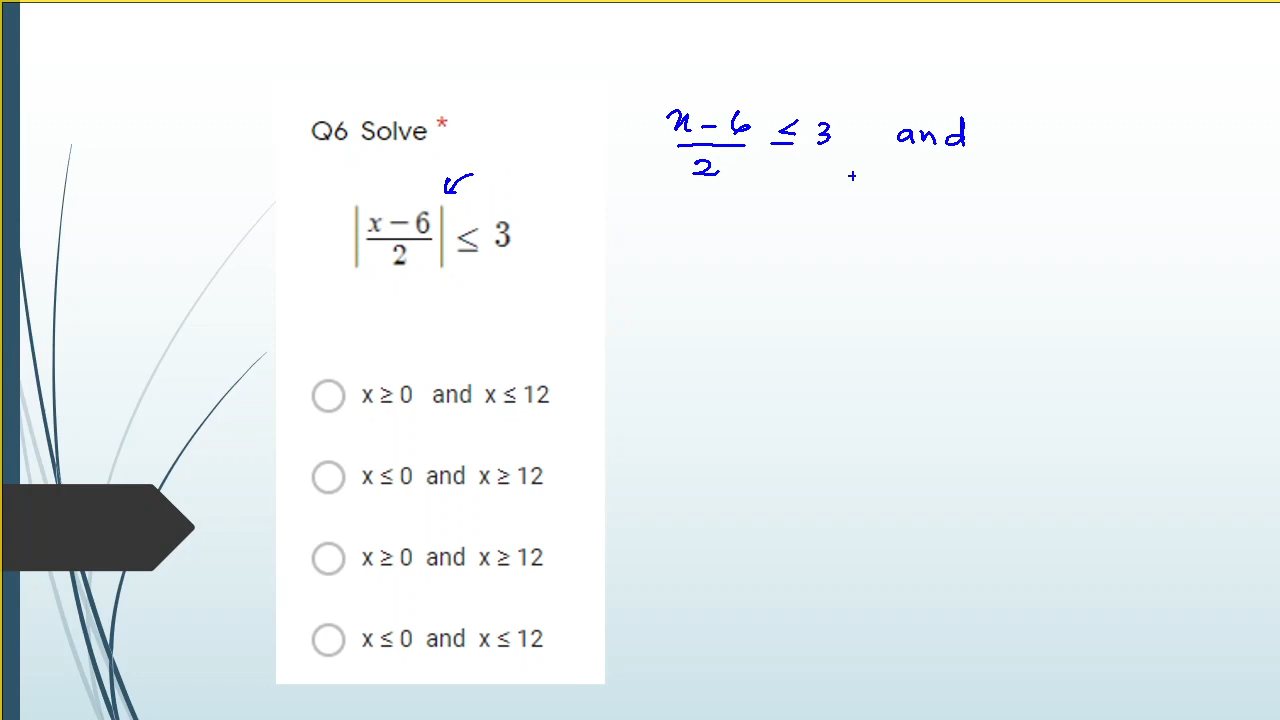 Q6 Solve *
|x − 6 / 2| ≤ 3
x ≥ 0 and x ≤ 12
x ≤ 0 and x ≥ 12
x ≥ 0 and x ≥ 12
x ≤ 0 and x ≤ 12
x − 6 / 2 ≤ 3 and